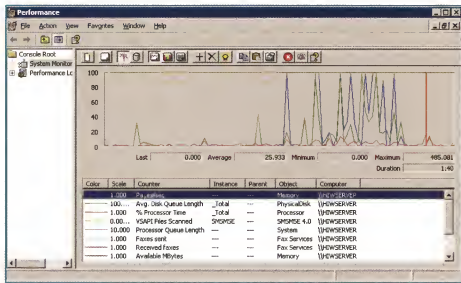 Performance
File Action View Favorites Window Help
Console Root
System Monitor
Performance Lc
100
80
60
40
20
0
Last 0.000 Average 25.933 Minimum 0.000 Maximum 485.081
Duration 1:40
Color Scale Counter Instance Parent Object Computer
1.000 Pages/sec --- --- Memory \\HIWSERVER
100.... Avg. Disk Queue Length _Total --- PhysicalDisk \\HIWSERVER
1.000 % Processor Time _Total --- Processor \\HIWSERVER
0.00... VSAPI Files Scanned SMSMSE --- SMSMSE 4.0 \\HIWSERVER
10.000 Processor Queue Length --- --- System \\HIWSERVER
1.000 Faxes sent --- --- Fax Services \\HIWSERVER
1.000 Received faxes --- --- Fax Services \\HIWSERVER
1.000 Available MBytes --- --- Memory \\HIWSERVER